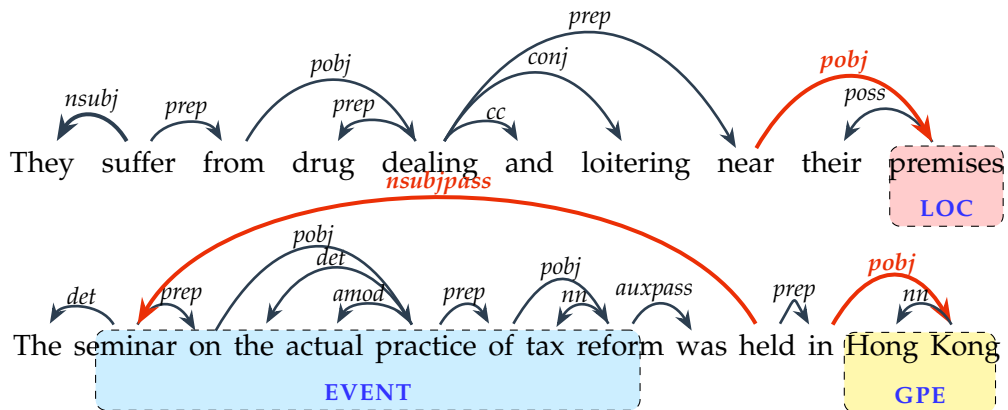 prep
pobj conj pobj
nsubj prep prep cc poss
They suffer from drug dealing and loitering near their premises
nsubjpass
LOC
pobj
det pobj pobj
det prep amod prep nn auxpass prep nn
The seminar on the actual practice of tax reform was held in Hong Kong
EVENT GPE